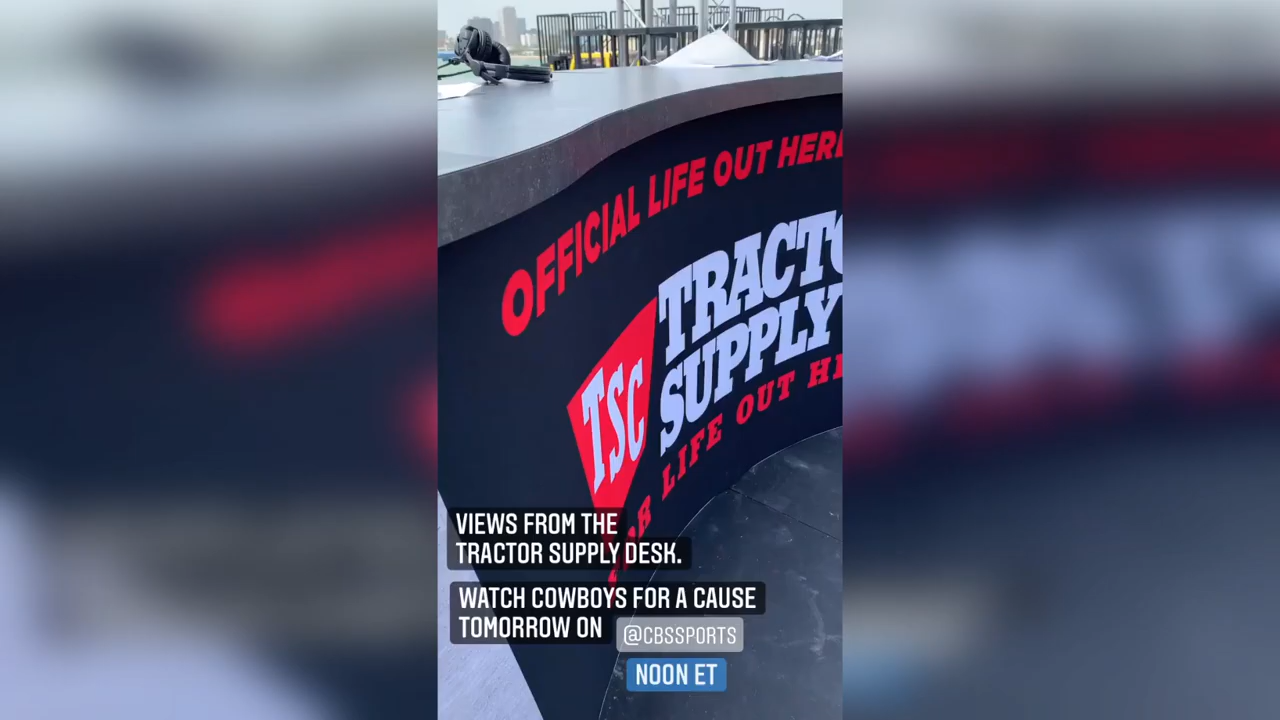 OFFICIAL LIFE OUT HERE
TRACTO
SUPPLY
TSC
LIFE OUT
VIEWS FROM THE
TRACTOR SUPPLY DESK.
WATCH COWBOYS FOR A CAUSE
TOMORROW ON @CBSSPORTS
NOON ET